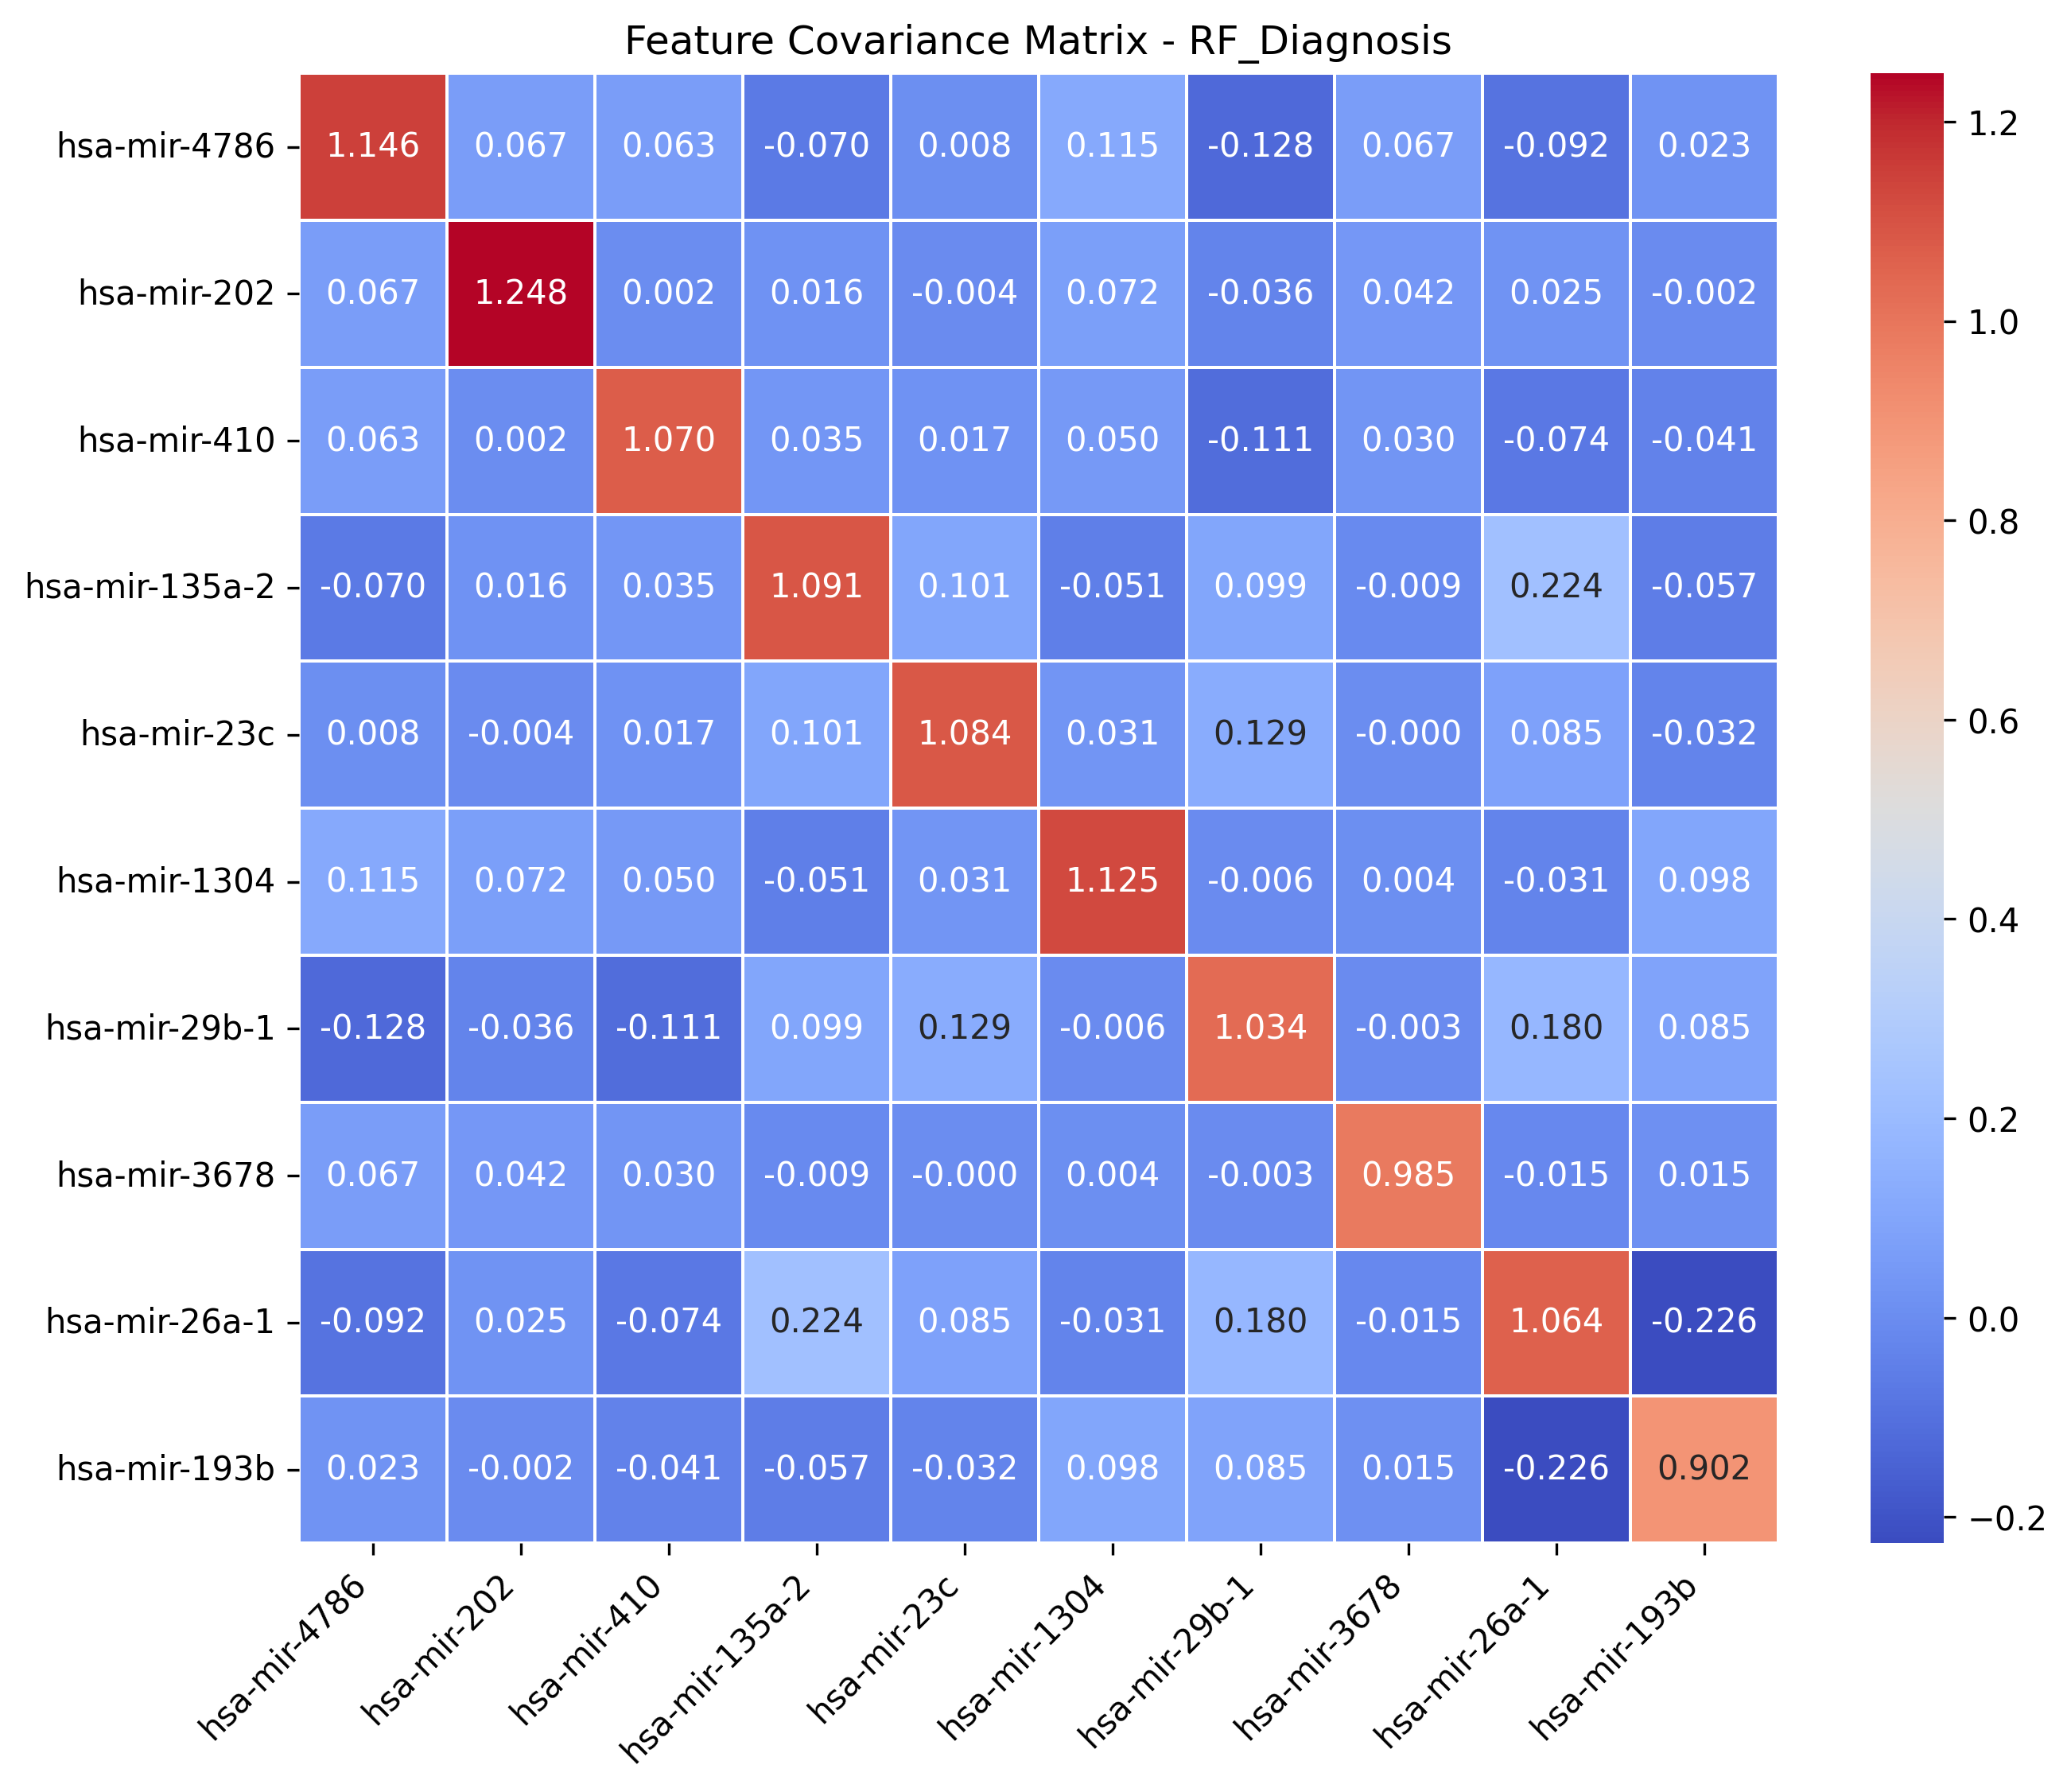 Feature Covariance Matrix - RF_Diagnosis
hsa-mir-4786 1.146 0.067 0.063 -0.070 0.008 0.115 -0.128 0.067 -0.092 0.023
hsa-mir-202 0.067 1.248 0.002 0.016 -0.004 0.072 -0.036 0.042 0.025 -0.002
hsa-mir-410 0.063 0.002 1.070 0.035 0.017 0.050 -0.111 0.030 -0.074 -0.041
hsa-mir-135a-2 -0.070 0.016 0.035 1.091 0.101 -0.051 0.099 -0.009 0.224 -0.057
hsa-mir-23c 0.008 -0.004 0.017 0.101 1.084 0.031 0.129 -0.000 0.085 -0.032
hsa-mir-1304 0.115 0.072 0.050 -0.051 0.031 1.125 -0.006 0.004 -0.031 0.098
hsa-mir-29b-1 -0.128 -0.036 -0.111 0.099 0.129 -0.006 1.034 -0.003 0.180 0.085
hsa-mir-3678 0.067 0.042 0.030 -0.009 -0.000 0.004 -0.003 0.985 -0.015 0.015
hsa-mir-26a-1 -0.092 0.025 -0.074 0.224 0.085 -0.031 0.180 -0.015 1.064 -0.226
hsa-mir-193b 0.023 -0.002 -0.041 -0.057 -0.032 0.098 0.085 0.015 -0.226 0.902
hsa-mir-4786
hsa-mir-202
hsa-mir-410
hsa-mir-135a-2
hsa-mir-23c
hsa-mir-1304
hsa-mir-29b-1
hsa-mir-3678
hsa-mir-26a-1
hsa-mir-193b
1.2
1.0
0.8
0.6
0.4
0.2
0.0
−0.2